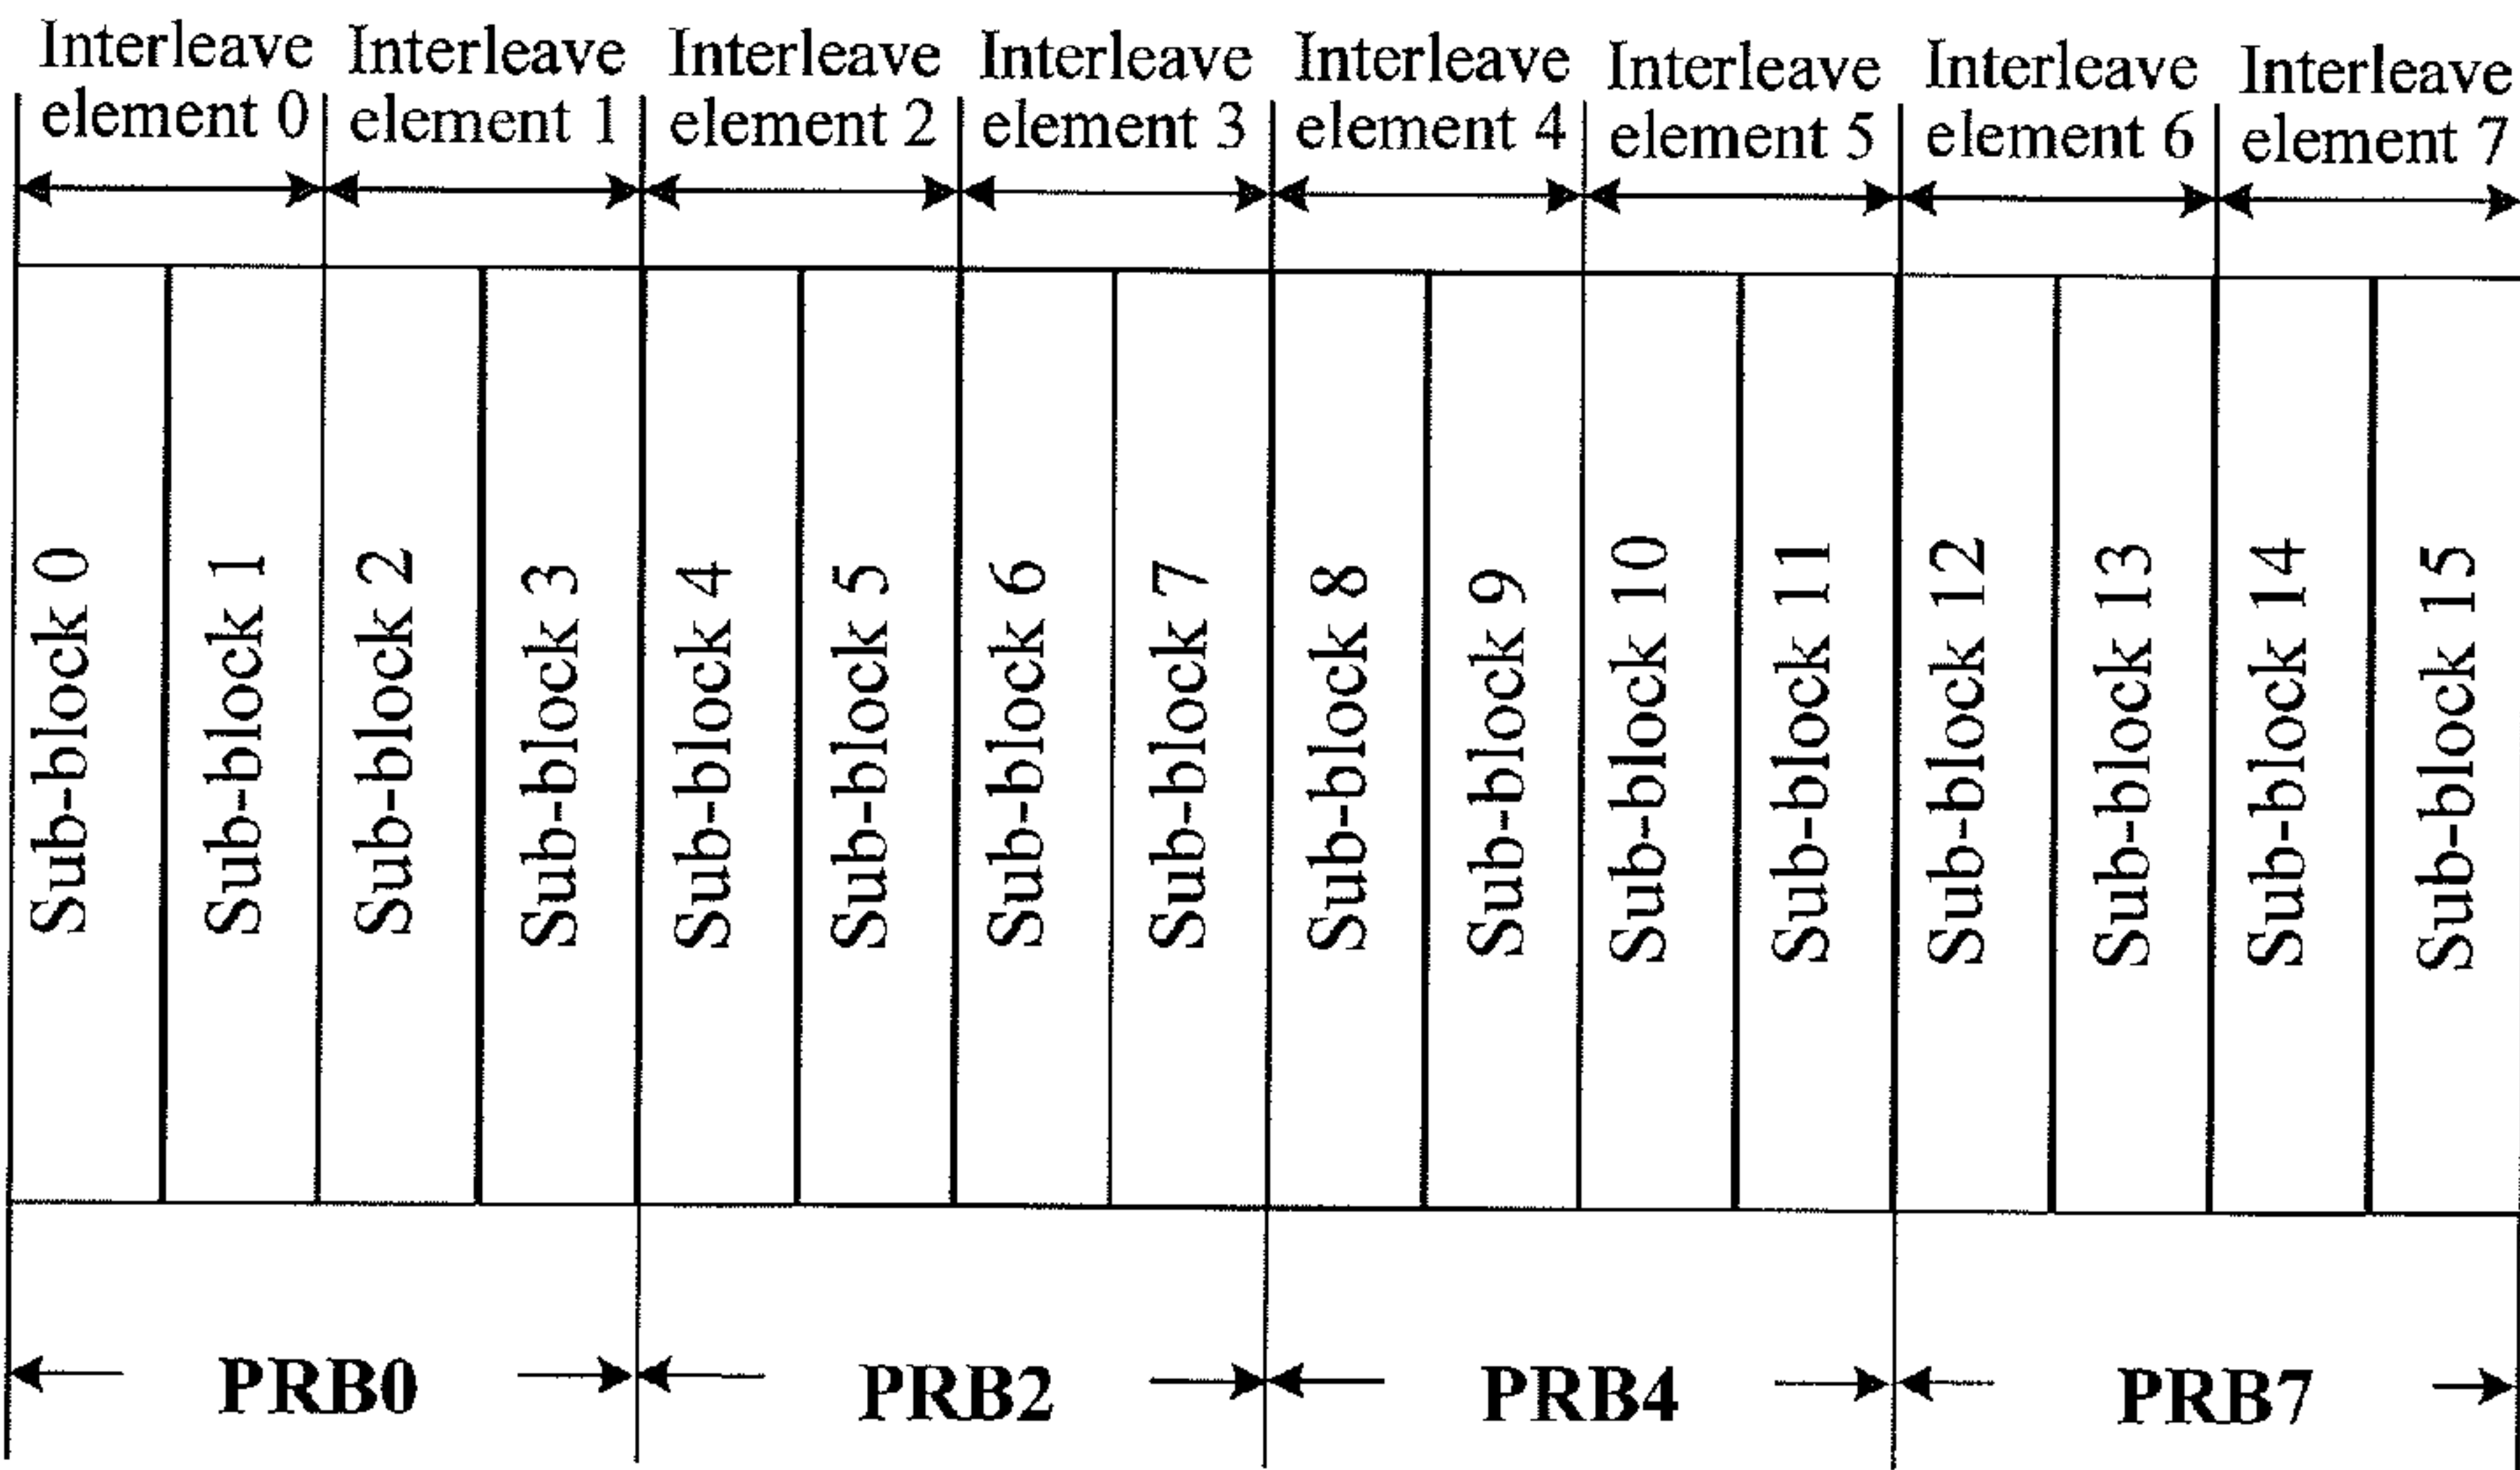 Interleave
element 0
Interleave
element 1
Interleave
element 2
Interleave
element 3
Interleave
element 4
Interleave
element 5
Interleave
element 6
Interleave
element 7
Sub-block 0
Sub-block 1
Sub-block 2
Sub-block 3
Sub-block 4
Sub-block 5
Sub-block 6
Sub-block 7
Sub-block 8
Sub-block 9
Sub-block 10
Sub-block 11
Sub-block 12
Sub-block 13
Sub-block 14
Sub-block 15
PRB0
PRB2
PRB4
PRB7